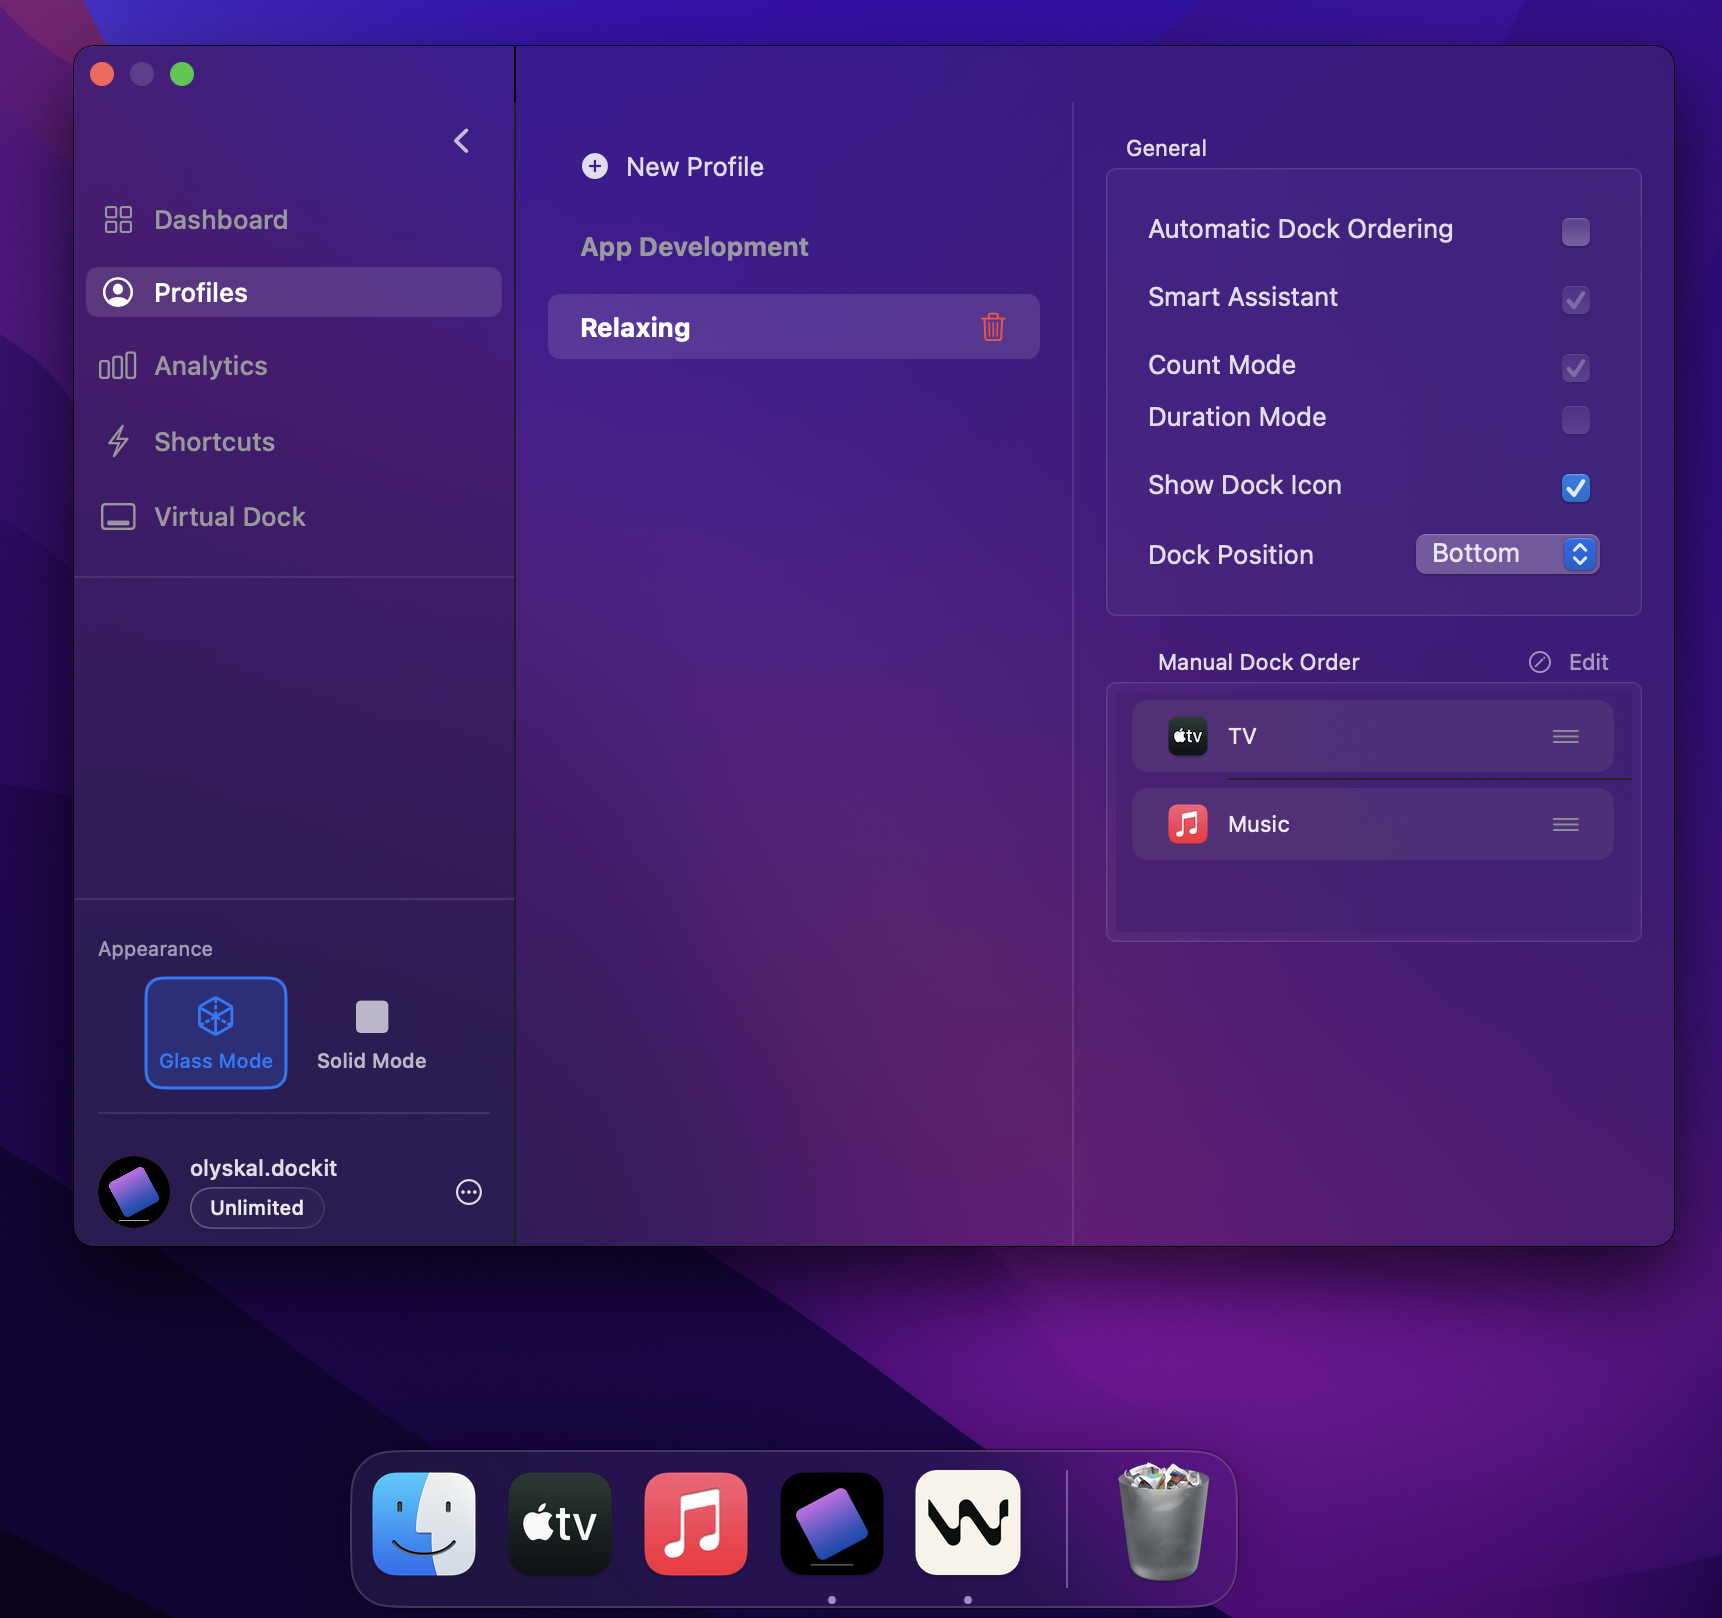 Dashboard
Profiles
Analytics
Shortcuts
Virtual Dock
Appearance
Glass Mode
Solid Mode
olyskal.dockit
Unlimited
New Profile
App Development
Relaxing
General
Automatic Dock Ordering
Smart Assistant
Count Mode
Duration Mode
Show Dock Icon
Dock Position Bottom
Manual Dock Order Edit
tv TV
Music
tv